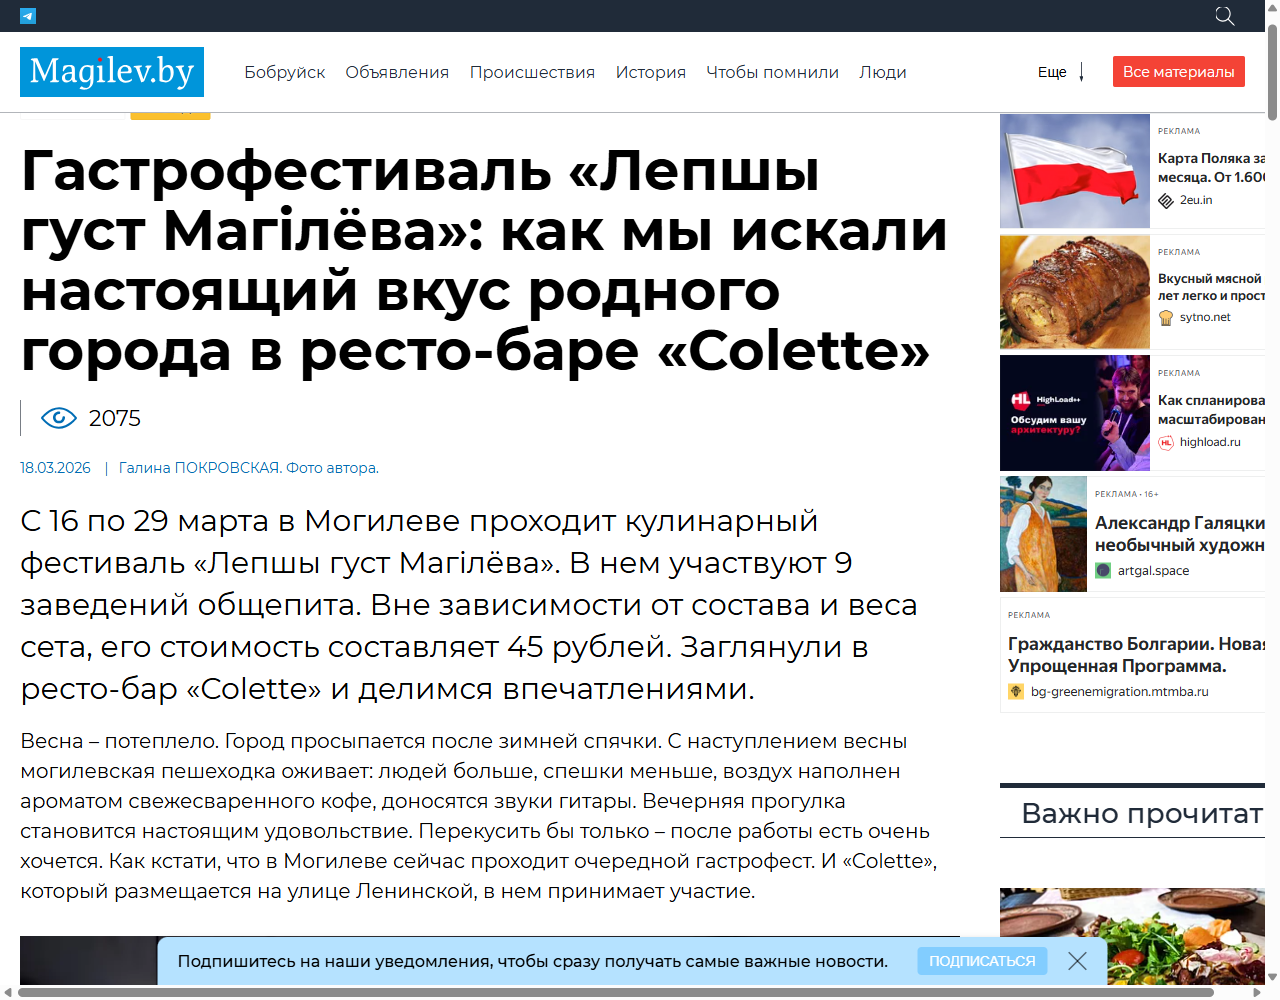 Magilev.by
Бобруйск
Объявления
Происшествия
История
Чтобы помнили
Люди
Еще
Все материалы
Гастрофестиваль «Лепшы
густ Магілёва»: как мы искали
настоящий вкус родного
города в ресто-баре «Colette»
2075
18.03.2026 | Галина ПОКРОВСКАЯ. Фото автора.
С 16 по 29 марта в Могилеве проходит кулинарный
фестиваль «Лепшы густ Магілёва». В нем участвуют 9
заведений общепита. Вне зависимости от состава и веса
сета, его стоимость составляет 45 рублей. Заглянули в
ресто-бар «Colette» и делимся впечатлениями.
Весна – потеплело. Город просыпается после зимней спячки. С наступлением весны
могилевская пешеходка оживает: людей больше, спешки меньше, воздух наполнен
ароматом свежесваренного кофе, доносятся звуки гитары. Вечерняя прогулка
становится настоящим удовольствие. Перекусить бы только – после работы есть очень
хочется. Как кстати, что в Могилеве сейчас проходит очередной гастрофест. И «Colette»,
который размещается на улице Ленинской, в нем принимает участие.
РЕКЛАМА
Карта Поляка за
месяца. От 1.600
2eu.in
РЕКЛАМА
Вкусный мясной
лет легко и прост
sytno.net
HL HighLoad++
Обсудим вашу
архитектуру?
РЕКЛАМА
Как спланирова
масштабирован
highload.ru
РЕКЛАМА • 16+
Александр Галяцки
необычный художн
artgal.space
РЕКЛАМА
Гражданство Болгарии. Новая
Упрощенная Программа.
bg-greenemigration.mtmba.ru
Важно прочитат
Подпишитесь на наши уведомления, чтобы сразу получать самые важные новости.
ПОДПИСАТЬСЯ